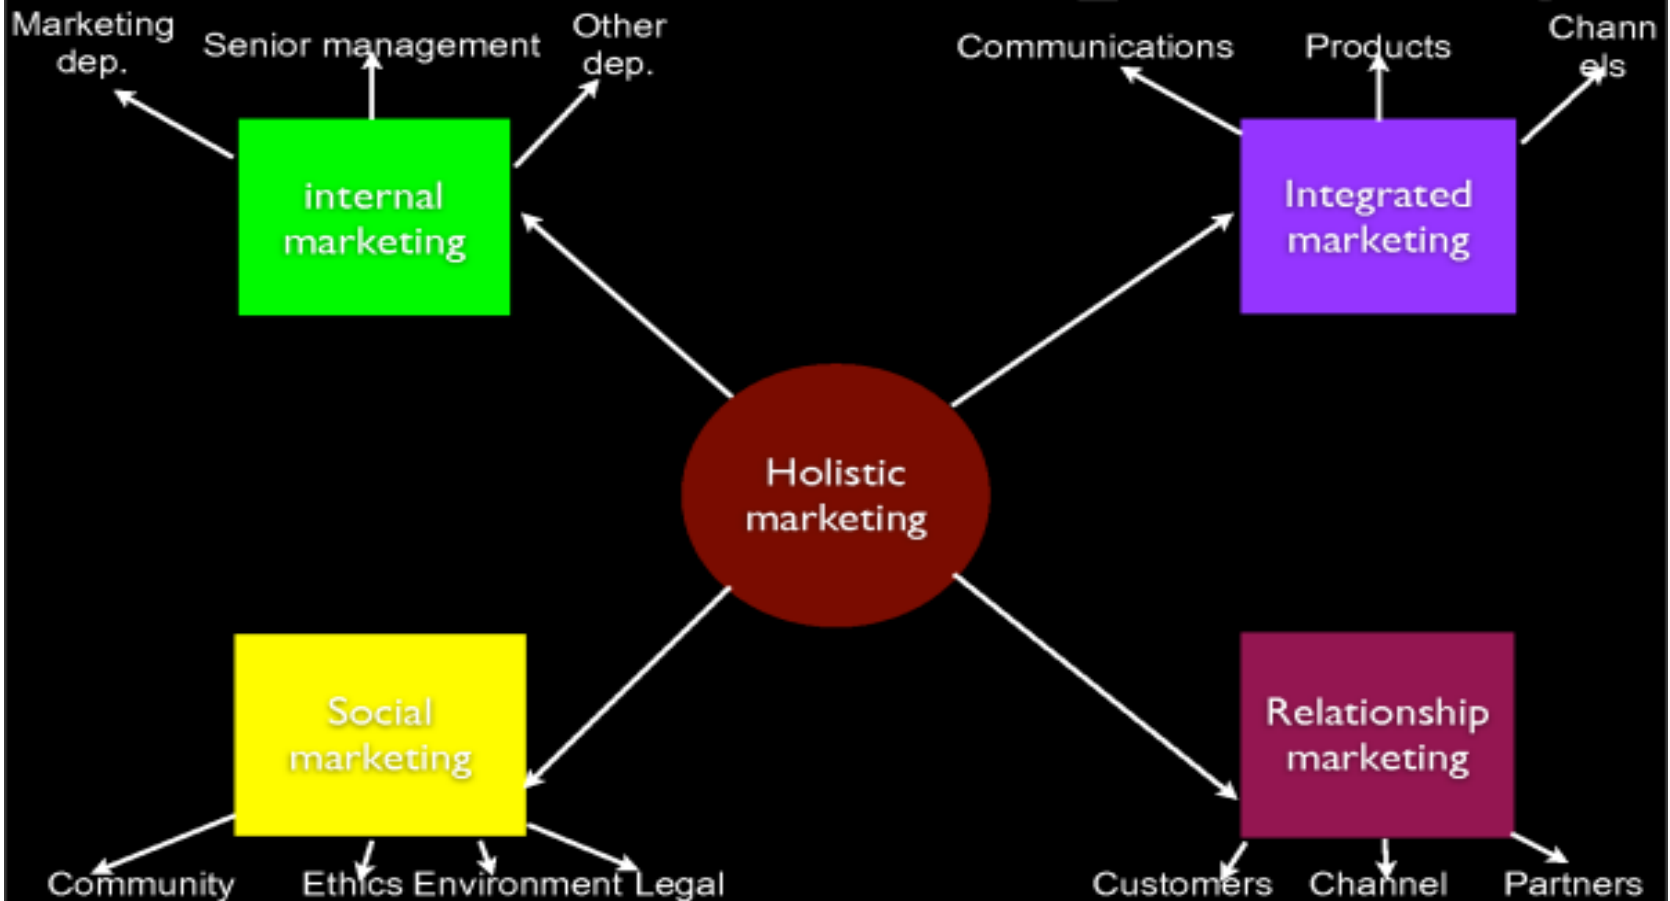 Marketing
dep.
Senior management
Other
dep.
Communications
Products
Chann
els
internal
marketing
Integrated
marketing
Holistic
marketing
Social
marketing
Relationship
marketing
Community
Ethics
Environment
Legal
Customers
Channel
Partners